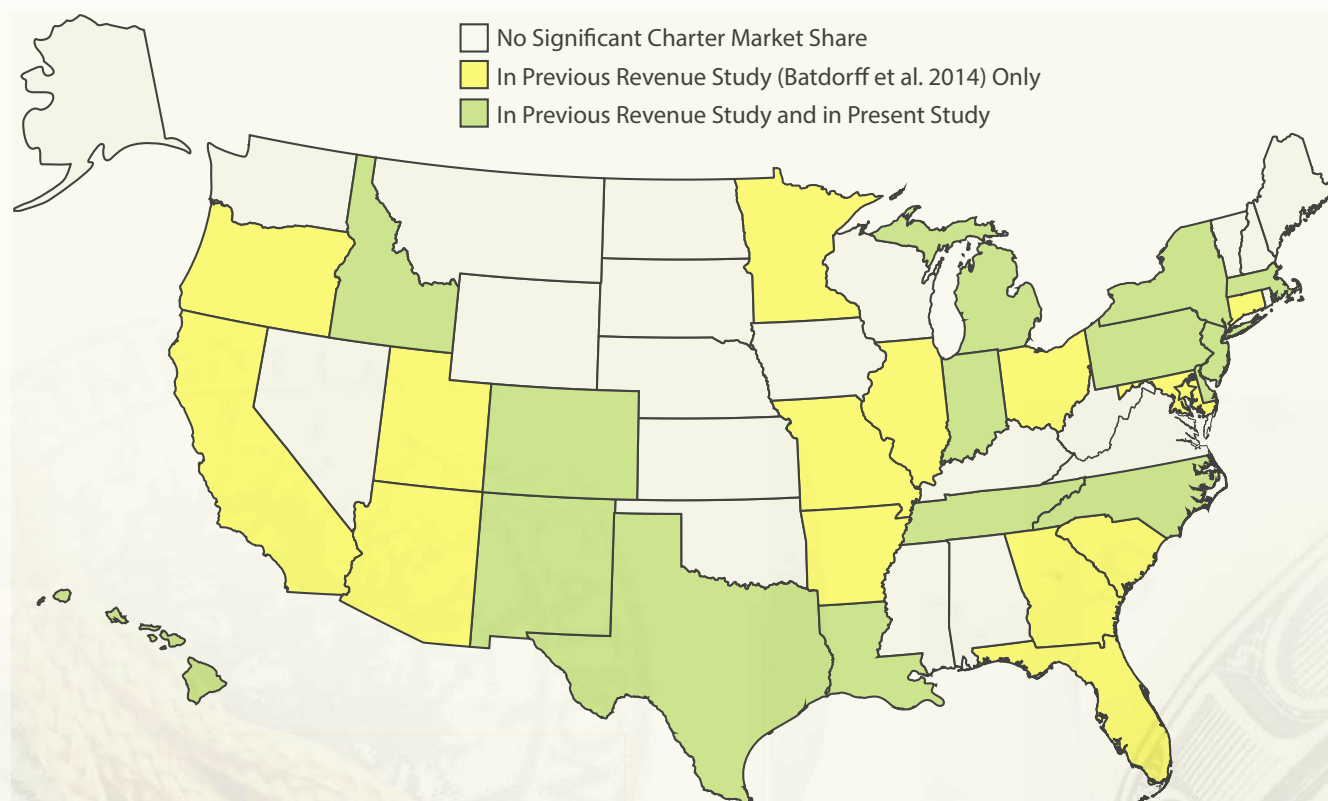 No Significant Charter Market Share
In Previous Revenue Study (Batdorff et al. 2014) Only
In Previous Revenue Study and in Present Study